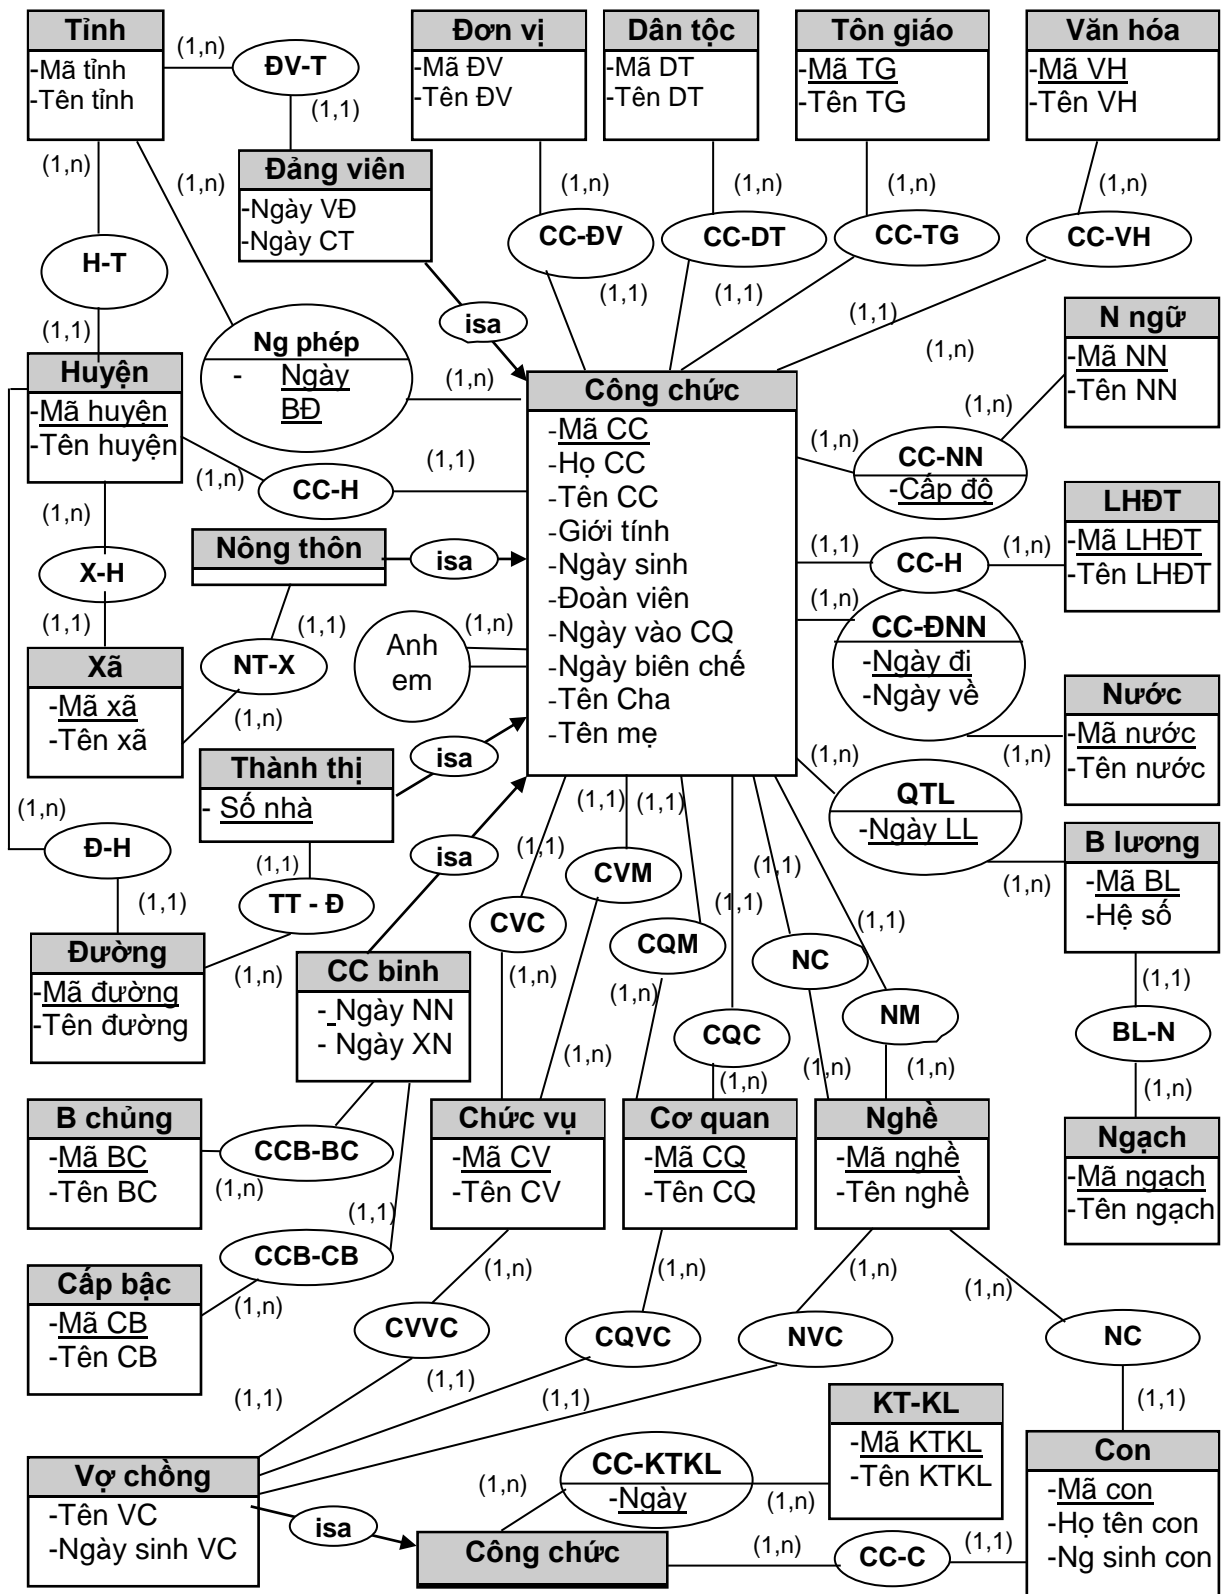 Tỉnh
-Mã tỉnh
-Tên tỉnh
(1,n)
ĐV-T
(1,1)
Đơn vị
-Mã ĐV
-Tên ĐV
Dân tộc
-Mã DT
-Tên DT
Tôn giáo
-Mã TG
-Tên TG
Văn hóa
-Mã VH
-Tên VH
(1,n)
(1,n)
Đảng viên
-Ngày VĐ
-Ngày CT
(1,n)
(1,n)
(1,n)
(1,n)
H-T
CC-ĐV
CC-DT
CC-TG
CC-VH
(1,1)
(1,1)
(1,1)
(1,1)
isa
Ng phép
- Ngày
BĐ
(1,n)
(1,n)
N ngữ
-Mã NN
-Tên NN
Huyện
-Mã huyện
-Tên huyện
Công chức
-Mã CC
-Họ CC
-Tên CC
-Giới tính
-Ngày sinh
-Đoàn viên
-Ngày vào CQ
-Ngày biên chế
-Tên Cha
-Tên mẹ
(1,n)
(1,n)
CC-NN
-Cấp độ
(1,n)
CC-H
(1,1)
LHĐT
-Mã LHĐT
-Tên LHĐT
(1,n)
X-H
(1,1)
Nông thôn
isa
(1,1)
CC-H
(1,n)
(1,n)
CC-ĐNN
-Ngày đi
-Ngày về
(1,1)
NT-X
(1,n)
Anh
em
(1,n)
Xã
-Mã xã
-Tên xã
Nước
-Mã nước
-Tên nước
(1,n)
(1,n)
Thành thị
- Số nhà
isa
QTL
-Ngày LL
(1,n)
Đ-H
(1,1)
(1,1)
TT - Đ
(1,n)
isa
(1,1)
(1,1)
(1,1)
CVM
CVC
(1,1)
CQM
(1,1)
NC
(1,1)
B lương
-Mã BL
-Hệ số
(1,n)
Đường
-Mã đường
-Tên đường
CC binh
- Ngày NN
- Ngày XN
(1,n)
(1,n)
CQC
NM
(1,1)
BL-N
(1,n)
(1,n)
(1,n)
(1,n)
(1,n)
B chủng
-Mã BC
-Tên BC
CCB-BC
(1,n)
(1,1)
Chức vụ
-Mã CV
-Tên CV
Cơ quan
-Mã CQ
-Tên CQ
Nghề
-Mã nghề
-Tên nghề
Ngạch
-Mã ngạch
-Tên ngạch
Cấp bậc
-Mã CB
-Tên CB
CCB-CB
(1,n)
(1,n)
(1,n)
(1,n)
(1,n)
CVVC
CQVC
NVC
NC
(1,1)
(1,1)
(1,1)
(1,1)
KT-KL
-Mã KTKL
-Tên KTKL
Vợ chồng
-Tên VC
-Ngày sinh VC
isa
(1,n)
CC-KTKL
-Ngày
(1,n)
Con
-Mã con
-Họ tên con
-Ng sinh con
Công chức
(1,n)
CC-C
(1,1)